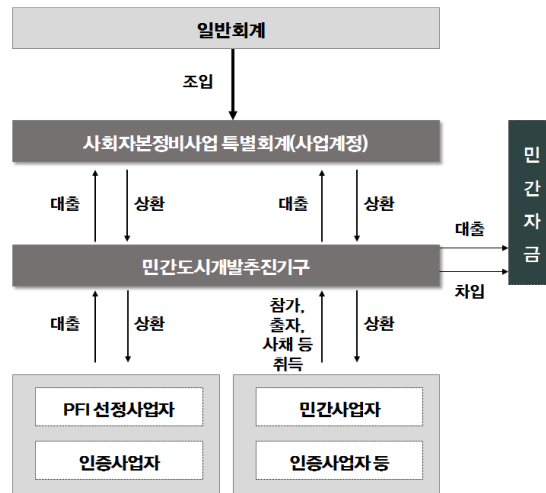 일반회계
조입
사회자본정비사업 특별회계(사업계정)
대출
상환
대출
상환
민간도시개발추진기구
대출
차입
민
간
자
금
대출
상환
참가,
출자,
사채 등
취득
상환
PFI 선정사업자
인증사업자
민간사업자
인증사업자 등